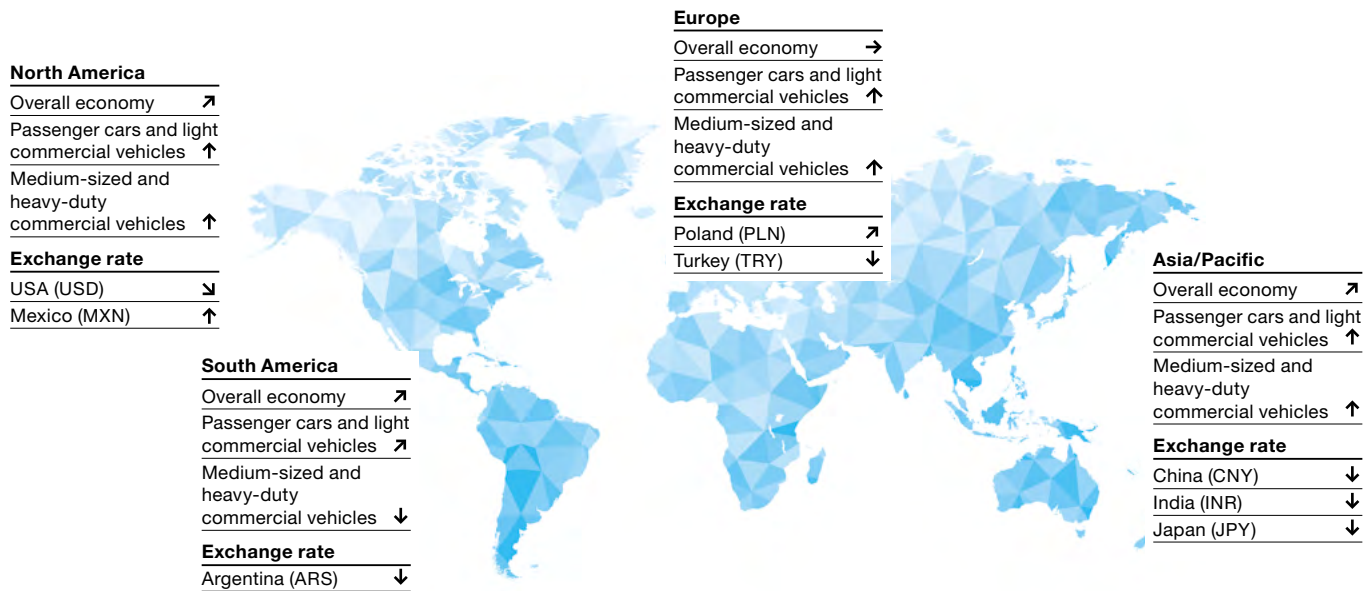 North America
Overall economy ↗
Passenger cars and light
commercial vehicles ↑
Medium-sized and
heavy-duty
commercial vehicles ↑
Exchange rate
USA (USD) ↘
Mexico (MXN) ↑
South America
Overall economy ↗
Passenger cars and light
commercial vehicles ↗
Medium-sized and
heavy-duty
commercial vehicles ↓
Exchange rate
Argentina (ARS) ↓
Europe
Overall economy →
Passenger cars and light
commercial vehicles ↑
Medium-sized and
heavy-duty
commercial vehicles ↑
Exchange rate
Poland (PLN) ↗
Turkey (TRY) ↓
Asia/Pacific
Overall economy ↗
Passenger cars and light
commercial vehicles ↑
Medium-sized and
heavy-duty
commercial vehicles ↑
Exchange rate
China (CNY) ↓
India (INR) ↓
Japan (JPY) ↓